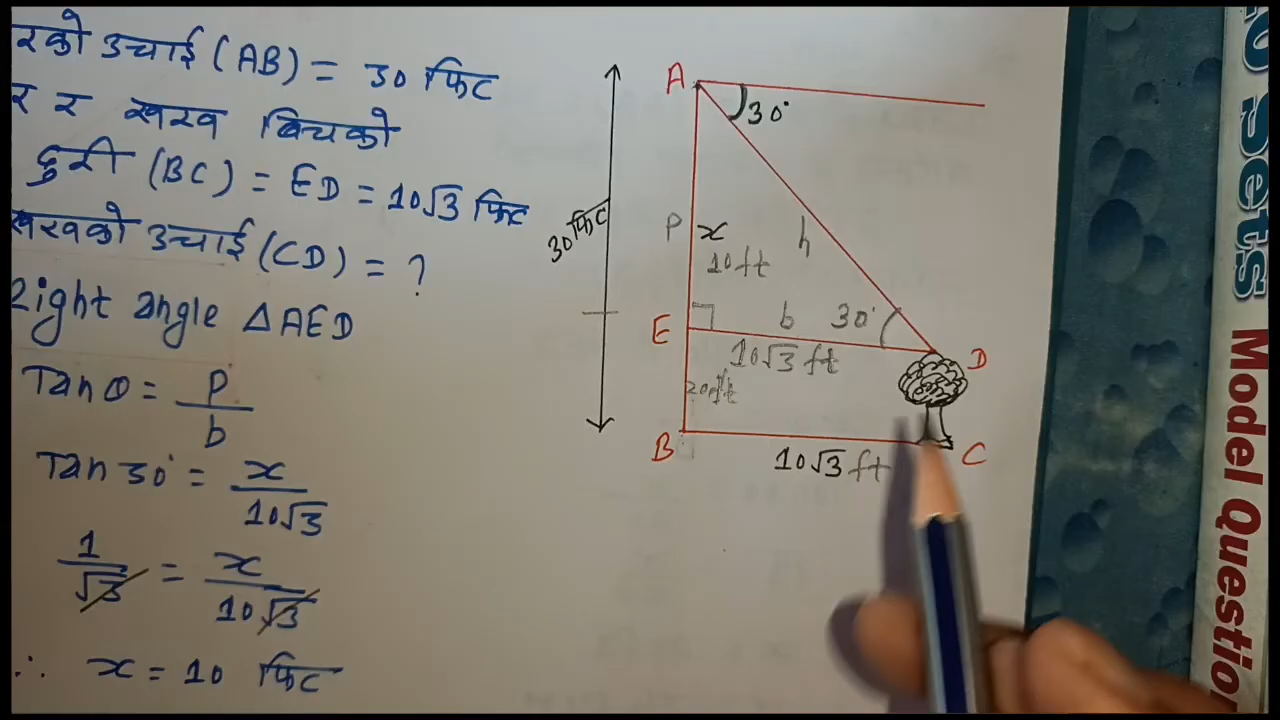 रको उचाई (AB) = 30 फिट
र र रूख बिचको
दुरी (BC) = ED = 10√3 फिट
रूखको उचाई (CD) = ?
Right angle △AED
Tan θ = P/b
Tan 30° = x/10√3
1/√3 = x/10√3
∴ x = 10 फिट
A
30°
30 फिट
P x
h
10 ft
E
b
30°
10√3 ft
D
20 ft
B
10√3 ft
C
Sets Model Question